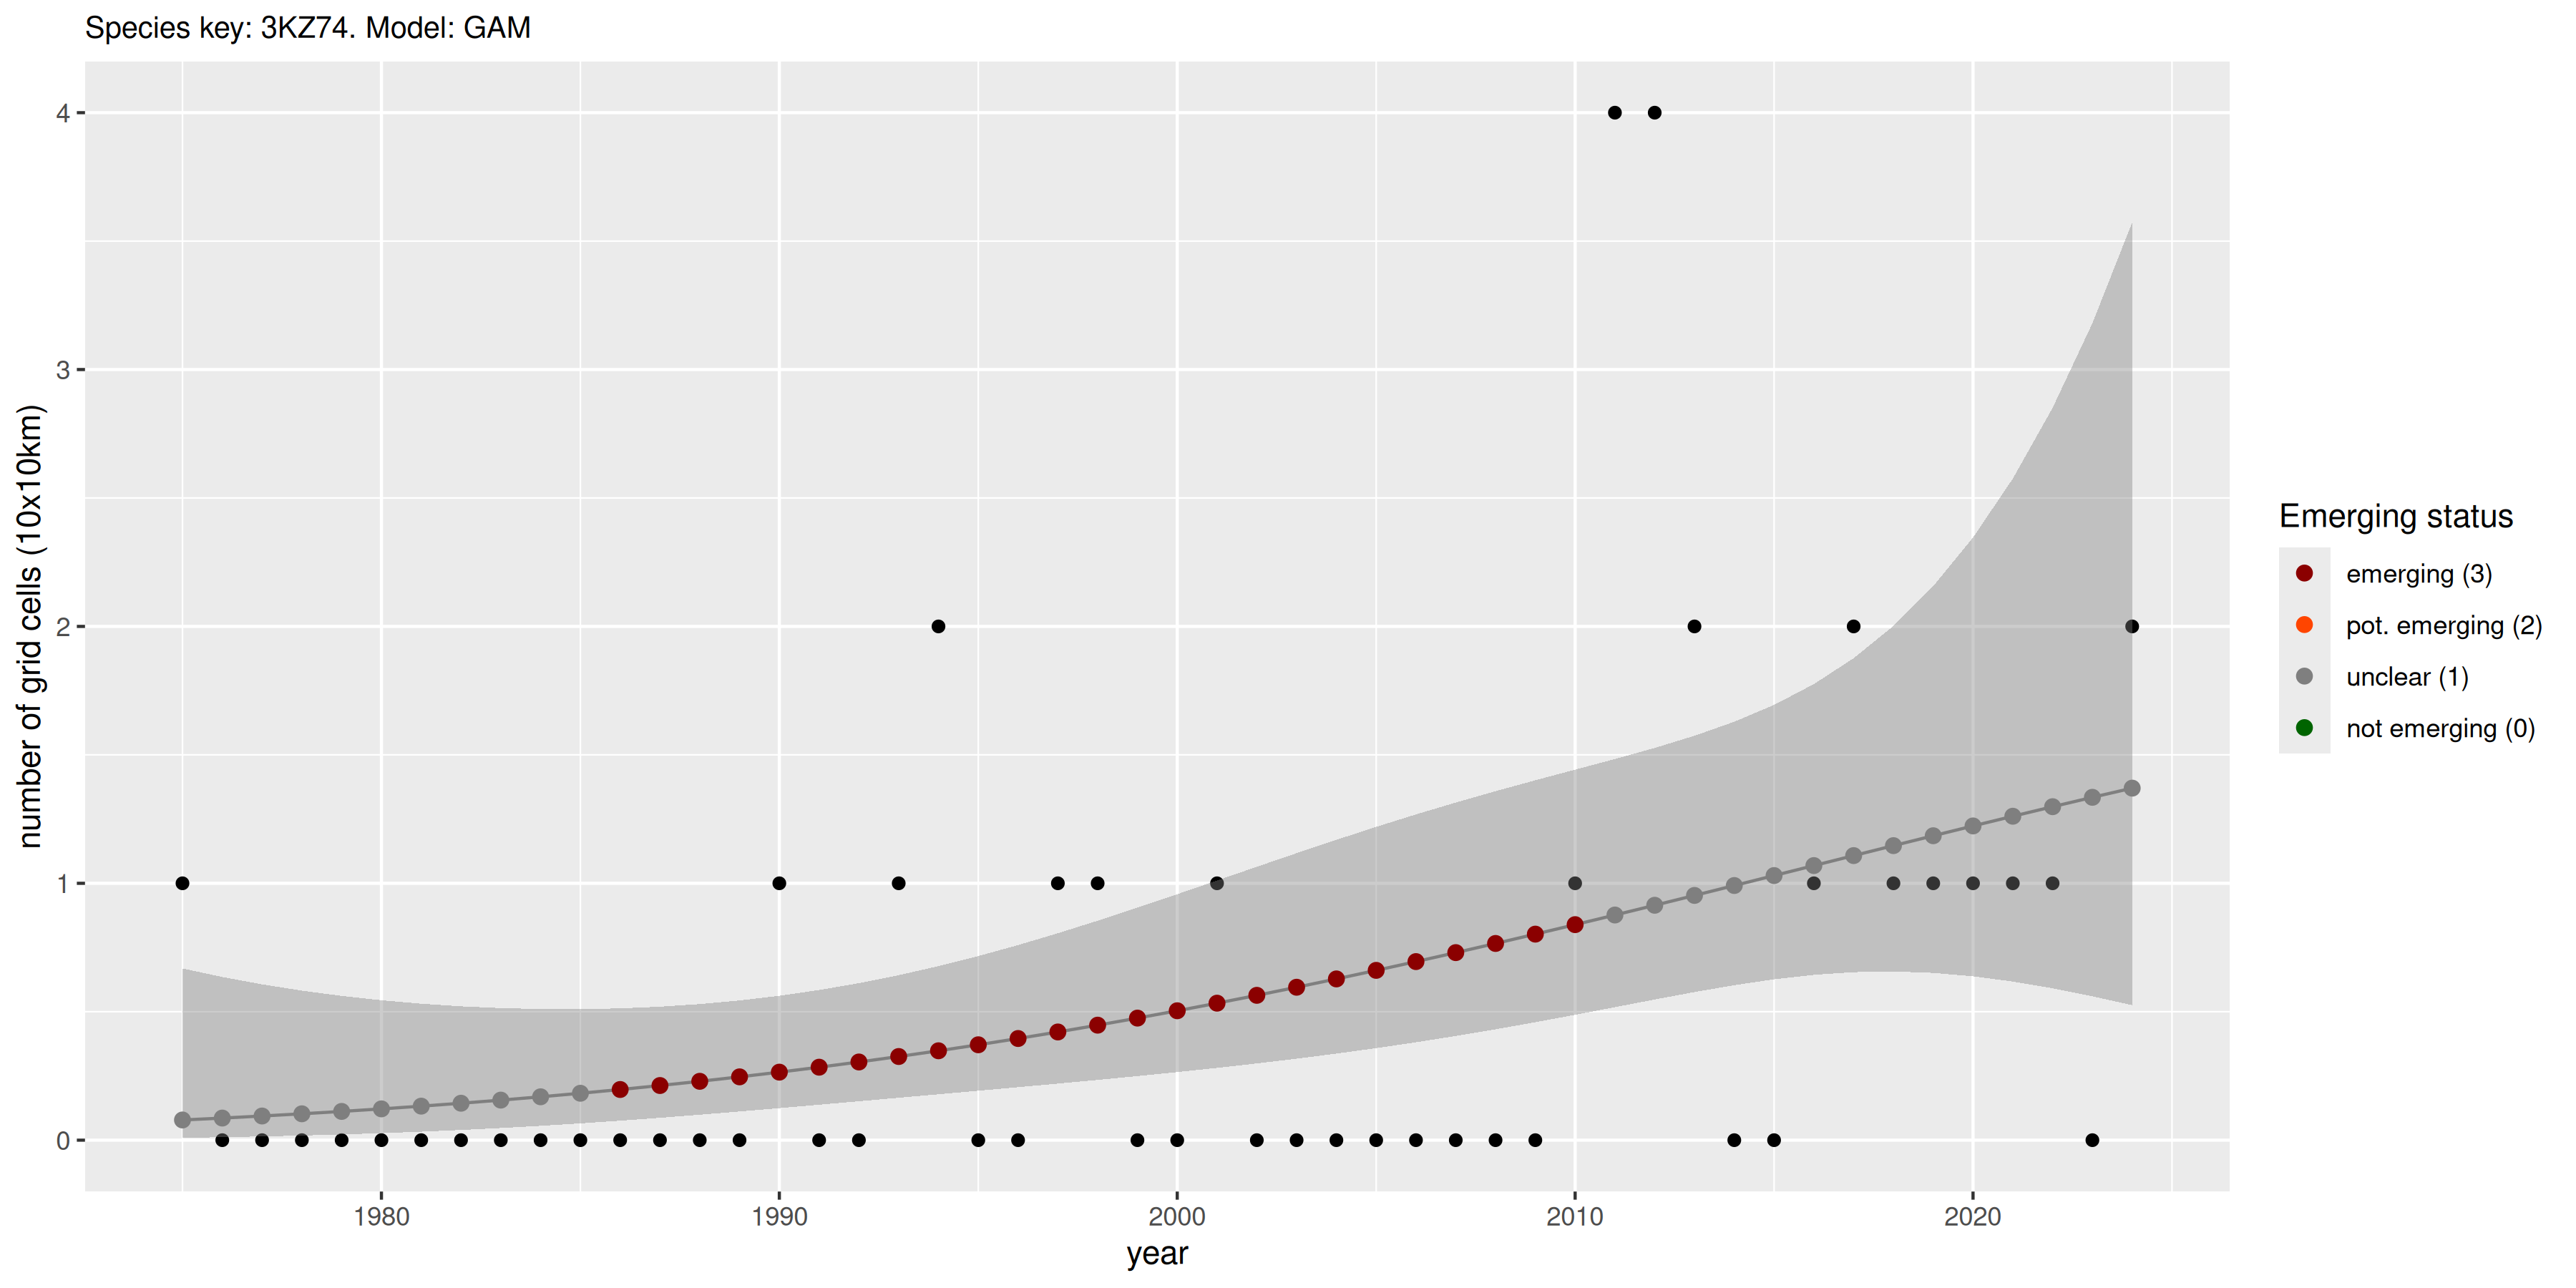 Species key: 3KZ74. Model: GAM
4
3
2
1
0
number of grid cells (10x10km)
1980
1990
2000
2010
2020
year
Emerging status
emerging (3)
pot. emerging (2)
unclear (1)
not emerging (0)